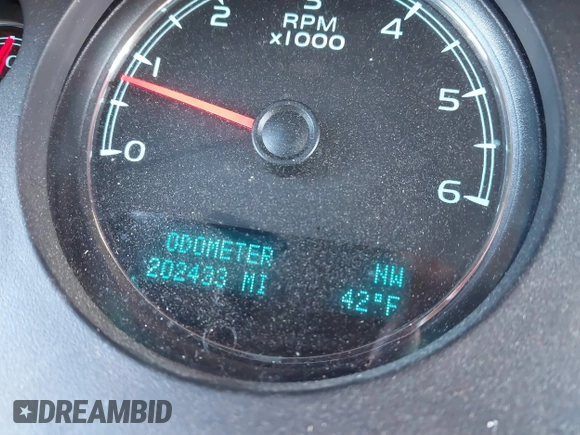 1 2 3 4 5 6
RPM
x1000
0
ODOMETER NW
202433 MI 42°F
DREAMBID